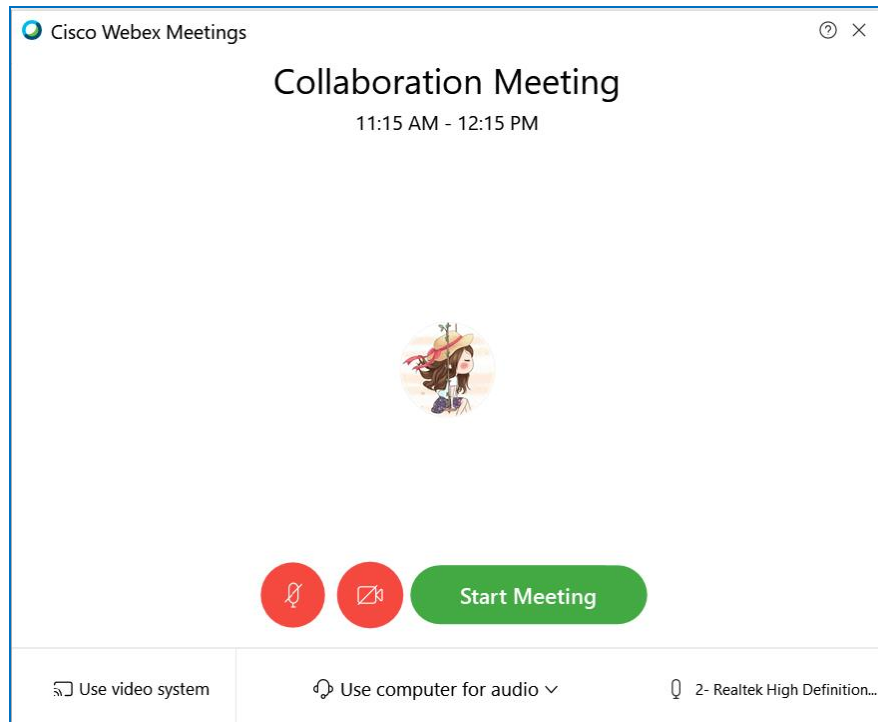 Cisco Webex Meetings
Collaboration Meeting
11:15 AM - 12:15 PM
Start Meeting
Use video system
Use computer for audio
2- Realtek High Definition...